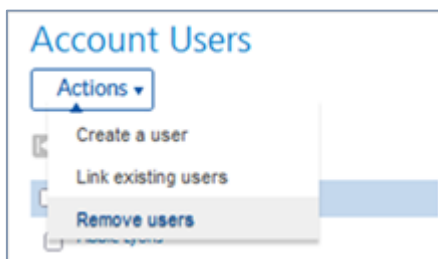 Account Users
Actions ▾
Create a user
Link existing users
Remove users